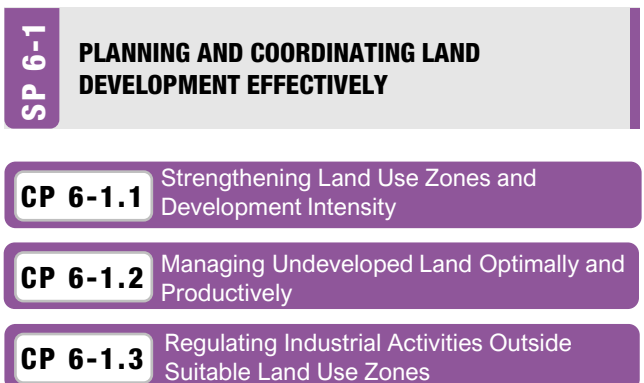 SP 6-1
PLANNING AND COORDINATING LAND
DEVELOPMENT EFFECTIVELY
CP 6-1.1
Strengthening Land Use Zones and
Development Intensity
CP 6-1.2
Managing Undeveloped Land Optimally and
Productively
CP 6-1.3
Regulating Industrial Activities Outside
Suitable Land Use Zones